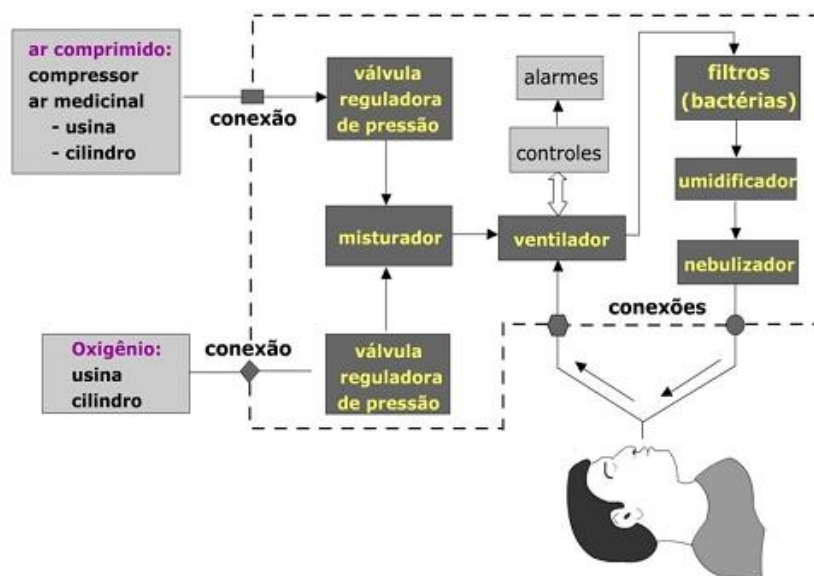 ar comprimido:
compressor
ar medicinal
- usina
- cilindro
conexão
válvula
reguladora
de pressão
alarmes
controles
filtros
(bactérias)
umidificador
misturador
ventilador
nebulizador
conexões
Oxigênio:
usina
cilindro
conexão
válvula
reguladora
de pressão